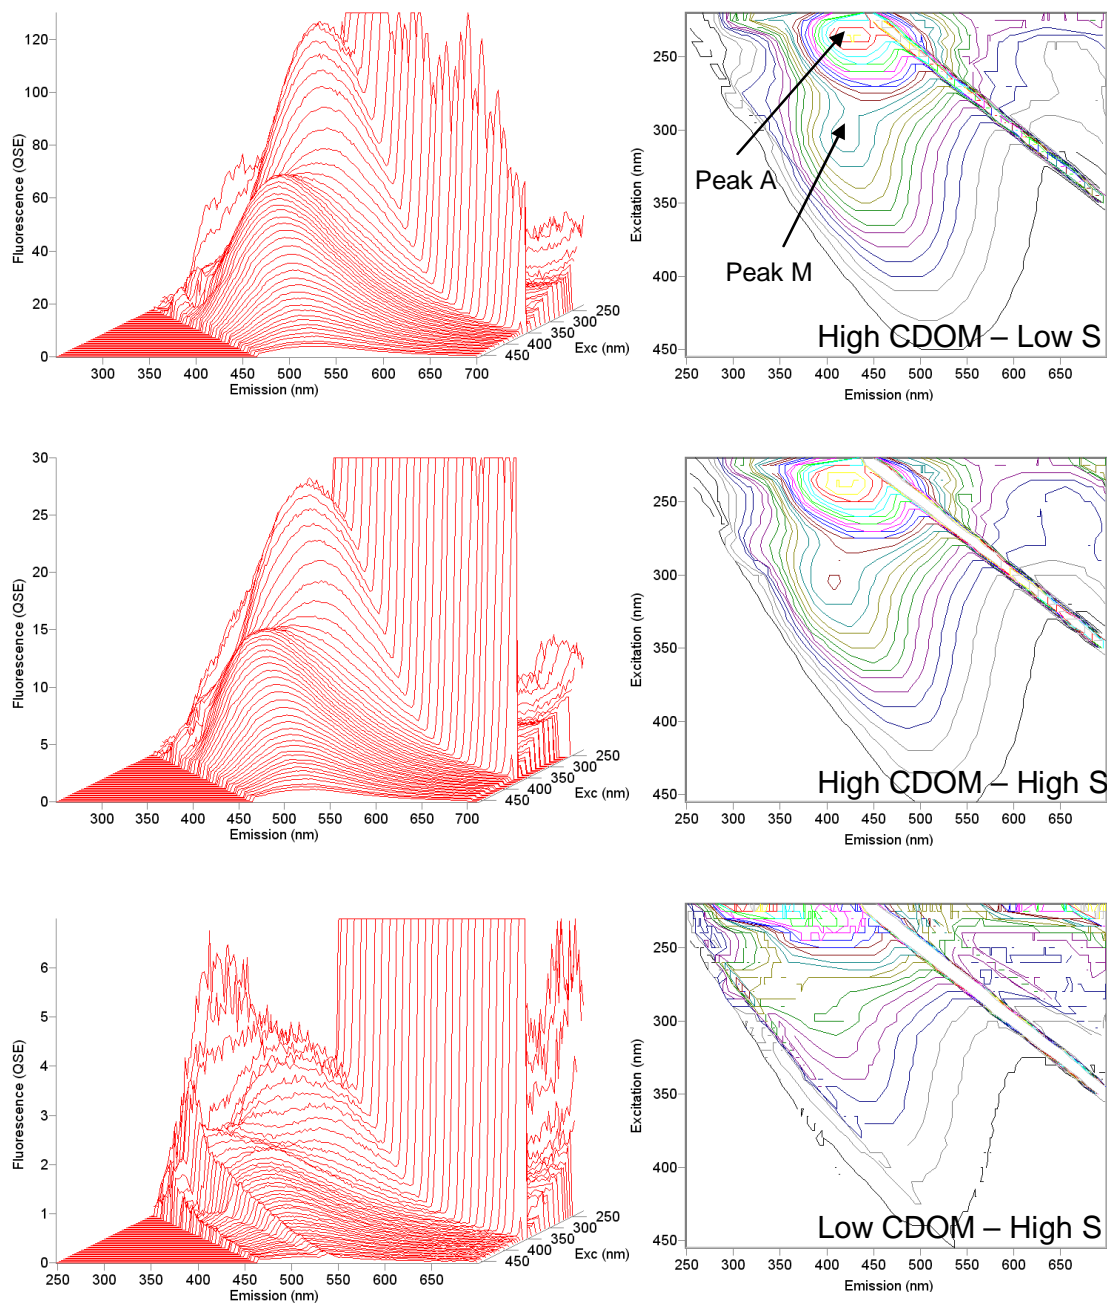 120
100
80
60
40
20
0
Fluorescence (QSE)
300 350 400 450 500 550 600 650 700
Emission (nm)
450 400 350 300 250
Exc (nm)
250
300
350
400
450
Excitation (nm)
Peak A
Peak M
High CDOM – Low S
250 300 350 400 450 500 550 600 650
Emission (nm)
30
25
20
15
10
5
0
Fluorescence (QSE)
300 350 400 450 500 550 600 650 700
Emission (nm)
450 400 350 300 250
Exc (nm)
250
300
350
400
450
Excitation (nm)
High CDOM – High S
250 300 350 400 450 500 550 600 650
Emission (nm)
6
5
4
3
2
1
0
Fluorescence (QSE)
250 300 350 400 450 500 550 600 650
Emission (nm)
450 400 350 300 250
Exc (nm)
250
300
350
400
450
Excitation (nm)
Low CDOM – High S
250 300 350 400 450 500 550 600 650
Emission (nm)